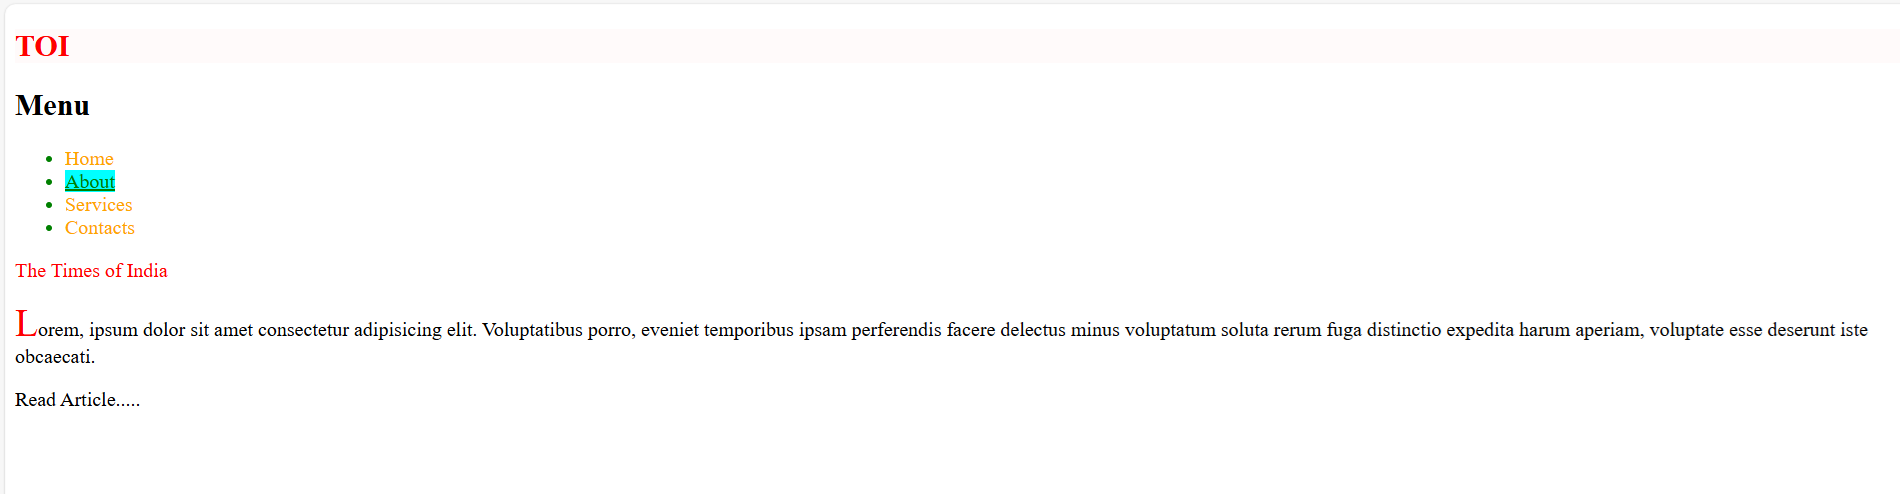 TOI
Menu
Home
About
Services
Contacts
The Times of India
Lorem, ipsum dolor sit amet consectetur adipisicing elit. Voluptatibus porro, eveniet temporibus ipsam perferendis facere delectus minus voluptatum soluta rerum fuga distinctio expedita harum aperiam, voluptate esse deserunt iste
obcaecati.
Read Article.....